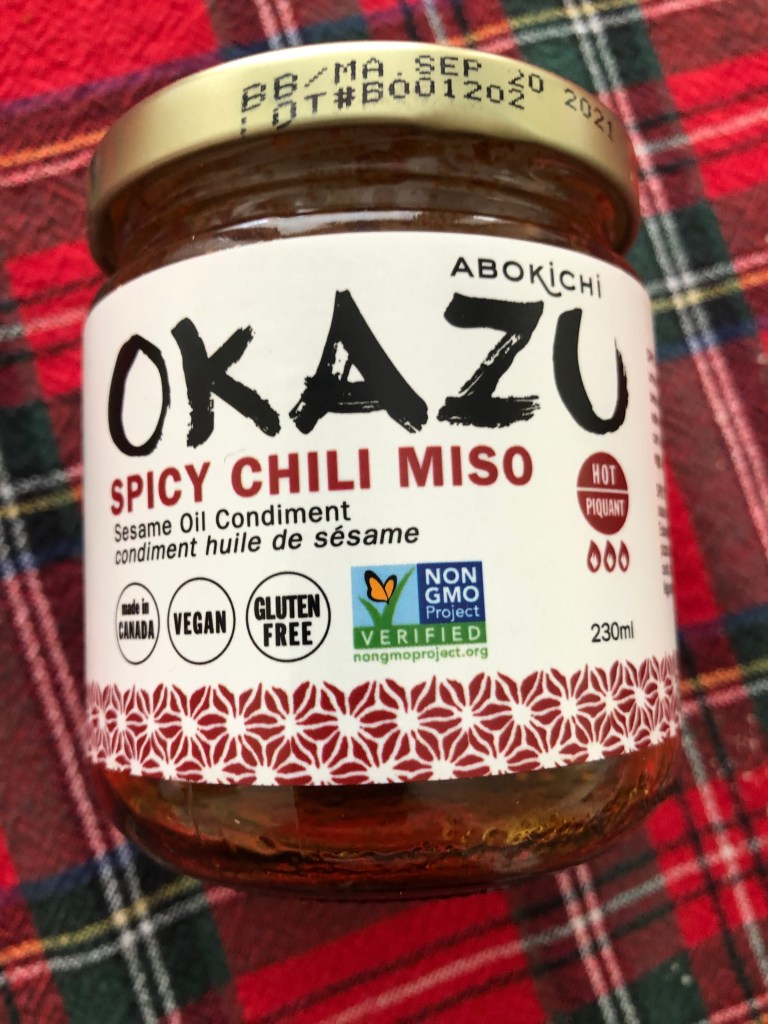 BB/MA.SEP 20 2021
LOT#B001202
ABOKiCHi
OKAZU
SPICY CHILI MISO
Sesame Oil Condiment
condiment huile de sésame
HOT
PIQUANT
made in
CANADA
VEGAN
GLUTEN
FREE
NON
GMO
Project
VERIFIED
nongmoproject.org
230ml